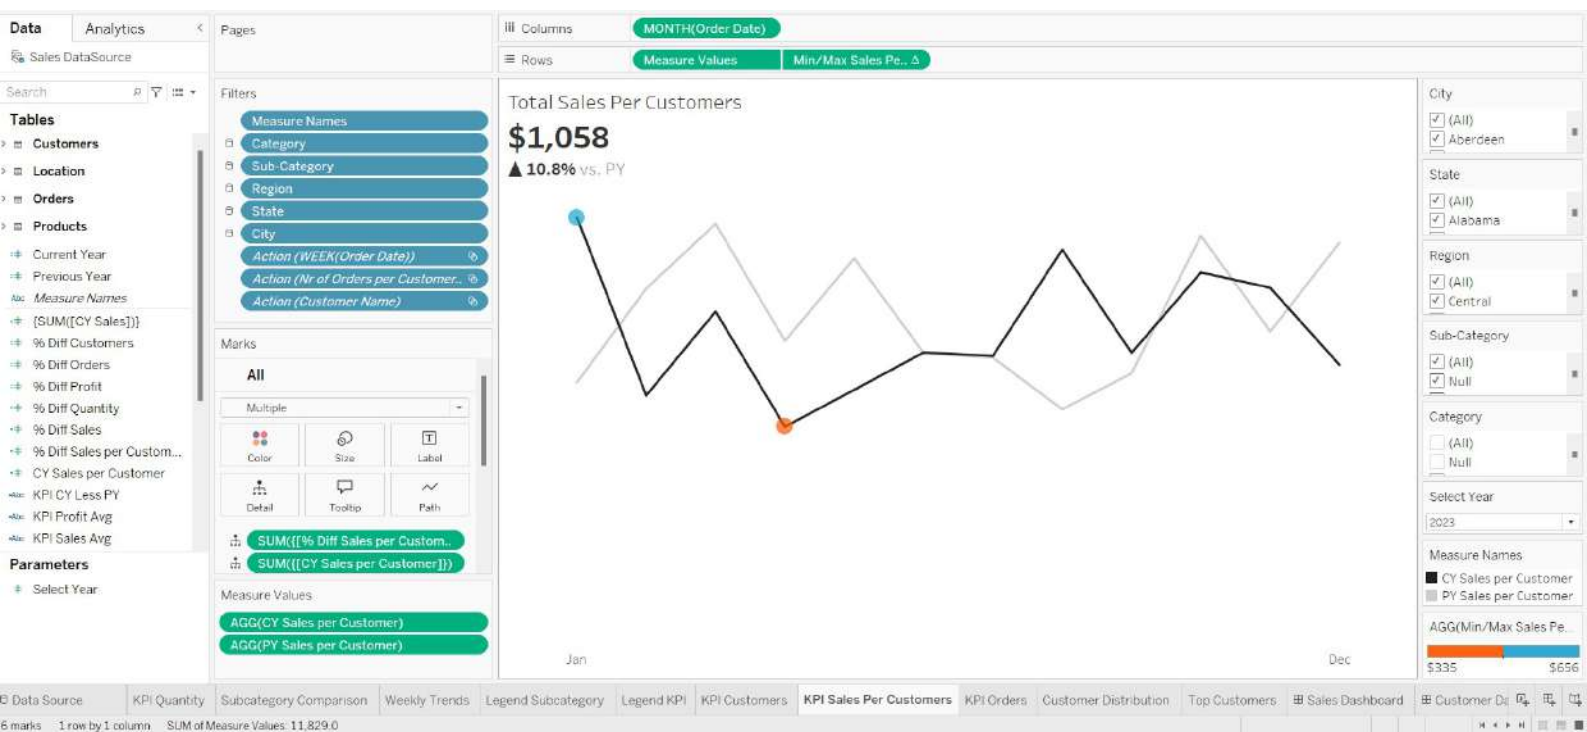 Data Analytics
Sales DataSource
Search
Tables
Customers
Location
Orders
Products
Current Year
Previous Year
Abc Measure Names
{SUM([CY Sales])}
% Diff Customers
% Diff Orders
% Diff Profit
% Diff Quantity
% Diff Sales
% Diff Sales per Custom...
CY Sales per Customer
KPI CY Less PY
KPI Profit Avg
KPI Sales Avg
Parameters
Select Year
Pages
Filters
Measure Names
Category
Sub-Category
Region
State
City
Action (WEEK(Order Date))
Action (Nr of Orders per Customer..
Action (Customer Name)
Marks
All
Multiple
Color Size Label
Detail Tooltip Path
SUM({[% Diff Sales per Custom..
SUM({[CY Sales per Customer]})
Measure Values
AGG(CY Sales per Customer)
AGG(PY Sales per Customer)
Columns MONTH(Order Date)
Rows Measure Values Min/Max Sales Pe.. Δ
Total Sales Per Customers
$1,058
▲ 10.8% vs. PY
Jan Dec
City
(All)
Aberdeen
State
(All)
Alabama
Region
(All)
Central
Sub-Category
(All)
Null
Category
(All)
Null
Select Year
2023
Measure Names
CY Sales per Customer
PY Sales per Customer
AGG(Min/Max Sales Pe..
$335 $656
Data Source KPI Quantity Subcategory Comparison Weekly Trends Legend Subcategory Legend KPI KPI Customers KPI Sales Per Customers KPI Orders Customer Distribution Top Customers Sales Dashboard Customer Da
6 marks 1 row by 1 column SUM of Measure Values: 11,829.0